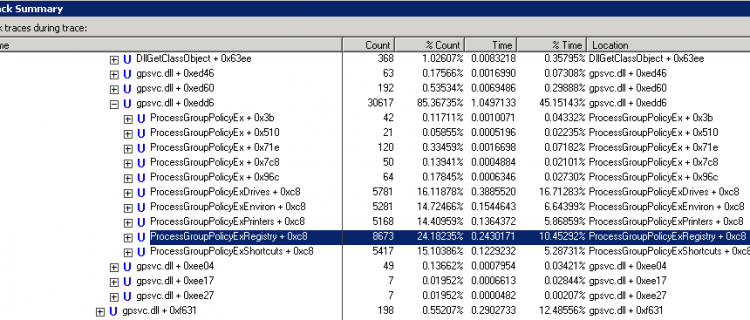 ck Summary
k traces during trace:
me Count % Count Time % Time Location
U DllGetClassObject + 0x63ee 368 1.02607% 0.0083218 0.35795% DllGetClassObject + 0x63ee
U gpsvc.dll + 0xed46 63 0.17566% 0.0016990 0.07308% gpsvc.dll + 0xed46
U gpsvc.dll + 0xed60 192 0.53534% 0.0069486 0.29888% gpsvc.dll + 0xed60
U gpsvc.dll + 0xedd6 30617 85.36735% 1.0497133 45.15143% gpsvc.dll + 0xedd6
U ProcessGroupPolicyEx + 0x3b 42 0.11711% 0.0010071 0.04332% ProcessGroupPolicyEx + 0x3b
U ProcessGroupPolicyEx + 0x510 21 0.05855% 0.0005196 0.02235% ProcessGroupPolicyEx + 0x510
U ProcessGroupPolicyEx + 0x71e 120 0.33459% 0.0016698 0.07182% ProcessGroupPolicyEx + 0x71e
U ProcessGroupPolicyEx + 0x7c8 50 0.13941% 0.0004884 0.02101% ProcessGroupPolicyEx + 0x7c8
U ProcessGroupPolicyEx + 0x96c 64 0.17845% 0.0006346 0.02730% ProcessGroupPolicyEx + 0x96c
U ProcessGroupPolicyExDrives + 0xc8 5781 16.11878% 0.3885520 16.71283% ProcessGroupPolicyExDrives + 0xc8
U ProcessGroupPolicyExEnviron + 0xc8 5281 14.72466% 0.1544643 6.64399% ProcessGroupPolicyExEnviron + 0xc8
U ProcessGroupPolicyExPrinters + 0xc8 5168 14.40959% 0.1364372 5.86859% ProcessGroupPolicyExPrinters + 0xc8
U ProcessGroupPolicyExRegistry + 0xc8 8673 24.18235% 0.2430171 10.45292% ProcessGroupPolicyExRegistry + 0xc8
U ProcessGroupPolicyExShortcuts + 0xc8 5417 15.10386% 0.1229232 5.28731% ProcessGroupPolicyExShortcuts + 0xc8
U gpsvc.dll + 0xee04 49 0.13662% 0.0007954 0.03421% gpsvc.dll + 0xee04
U gpsvc.dll + 0xee17 7 0.01952% 0.0006613 0.02844% gpsvc.dll + 0xee17
U gpsvc.dll + 0xee27 7 0.01952% 0.0000482 0.00207% gpsvc.dll + 0xee27
U gpsvc.dll + 0xf631 198 0.55207% 0.2902733 12.48556% gpsvc.dll + 0xf631